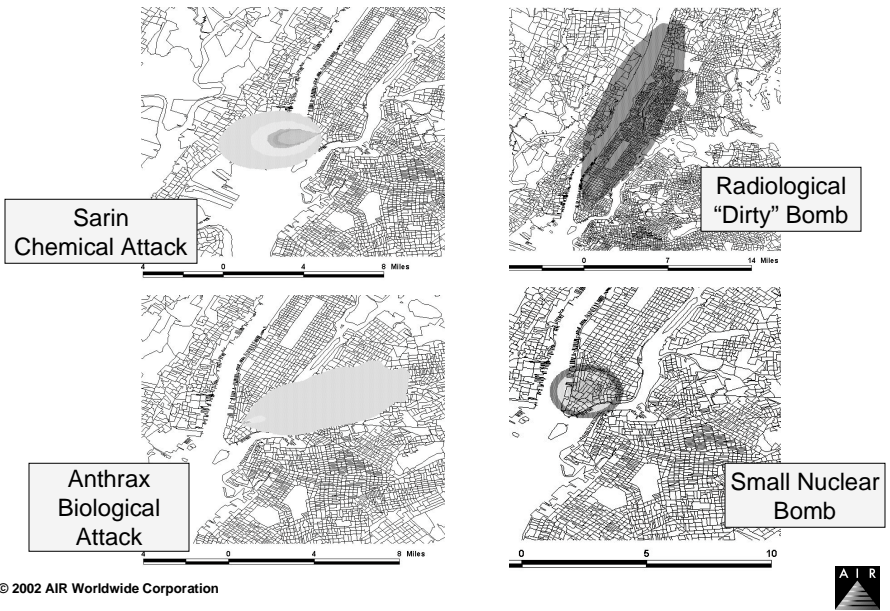 Sarin
Chemical Attack
4 0 4 8 Miles
Radiological
“Dirty” Bomb
0 7 14 Miles
Anthrax
Biological
Attack
4 0 4 8 Miles
Small Nuclear
Bomb
0 5 10
© 2002 AIR Worldwide Corporation
A I R